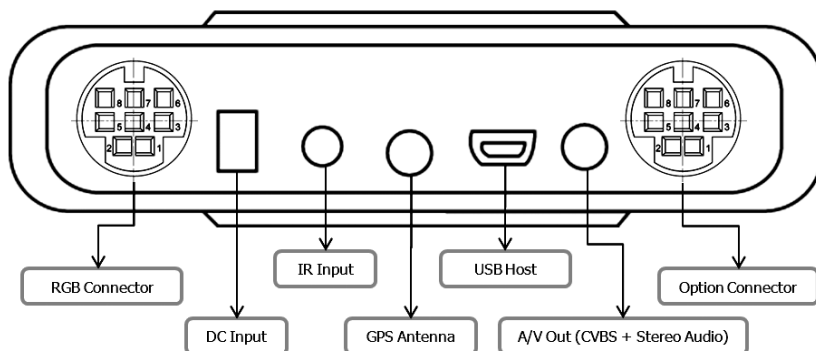 8 7 6
5 4 3
2 1
8 7 6
5 4 3
2 1
RGB Connector
IR Input
USB Host
Option Connector
DC Input
GPS Antenna
A/V Out (CVBS + Stereo Audio)